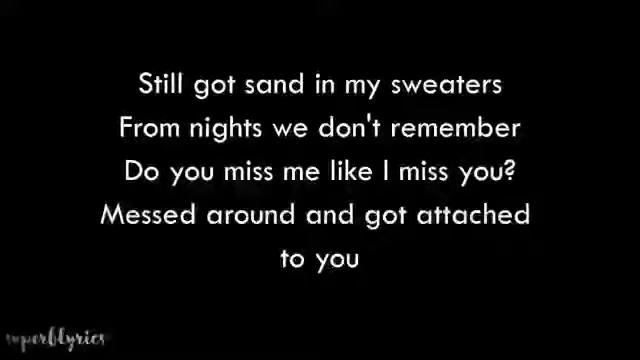 Still got sand in my sweaters
From nights we don't remember
Do you miss me like I miss you?
Messed around and got attached
to you
superblyrics